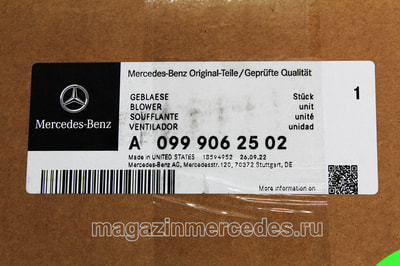 Mercedes-Benz Original-Teile/Geprüfte Qualität
GEBLAESE Stück 1
BLOWER unit
SOUFFLANTE unité
VENTILADOR unidad
Mercedes-Benz
A 099 906 25 02
Made in UNITED STATES 18594952 26.09.22
Mercedes-Benz AG, Mercedesstr. 120, 70372 Stuttgart, DE
More information on
magazinmercedes.ru